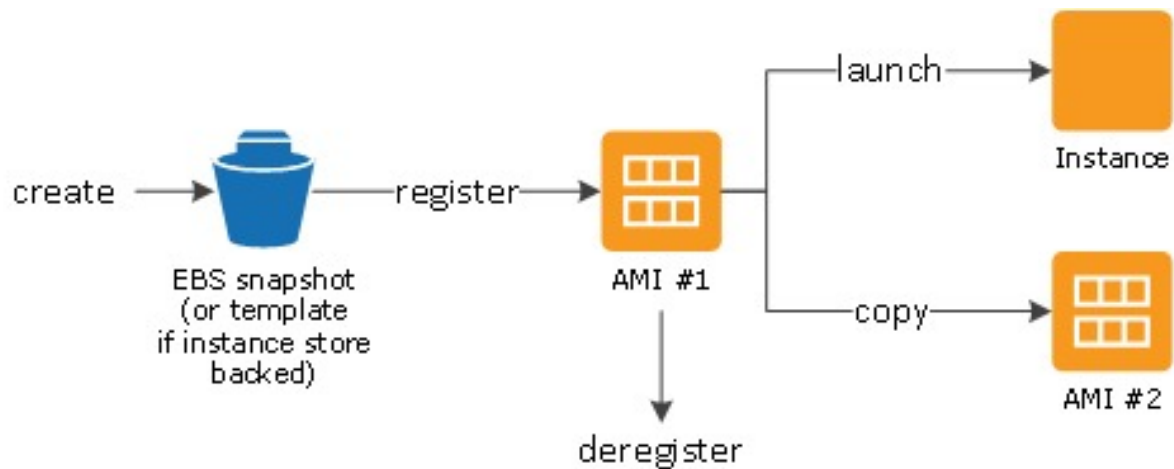 launch
Instance
create
register
EBS snapshot
(or template
if instance store
backed)
AMI #1
copy
AMI #2
deregister